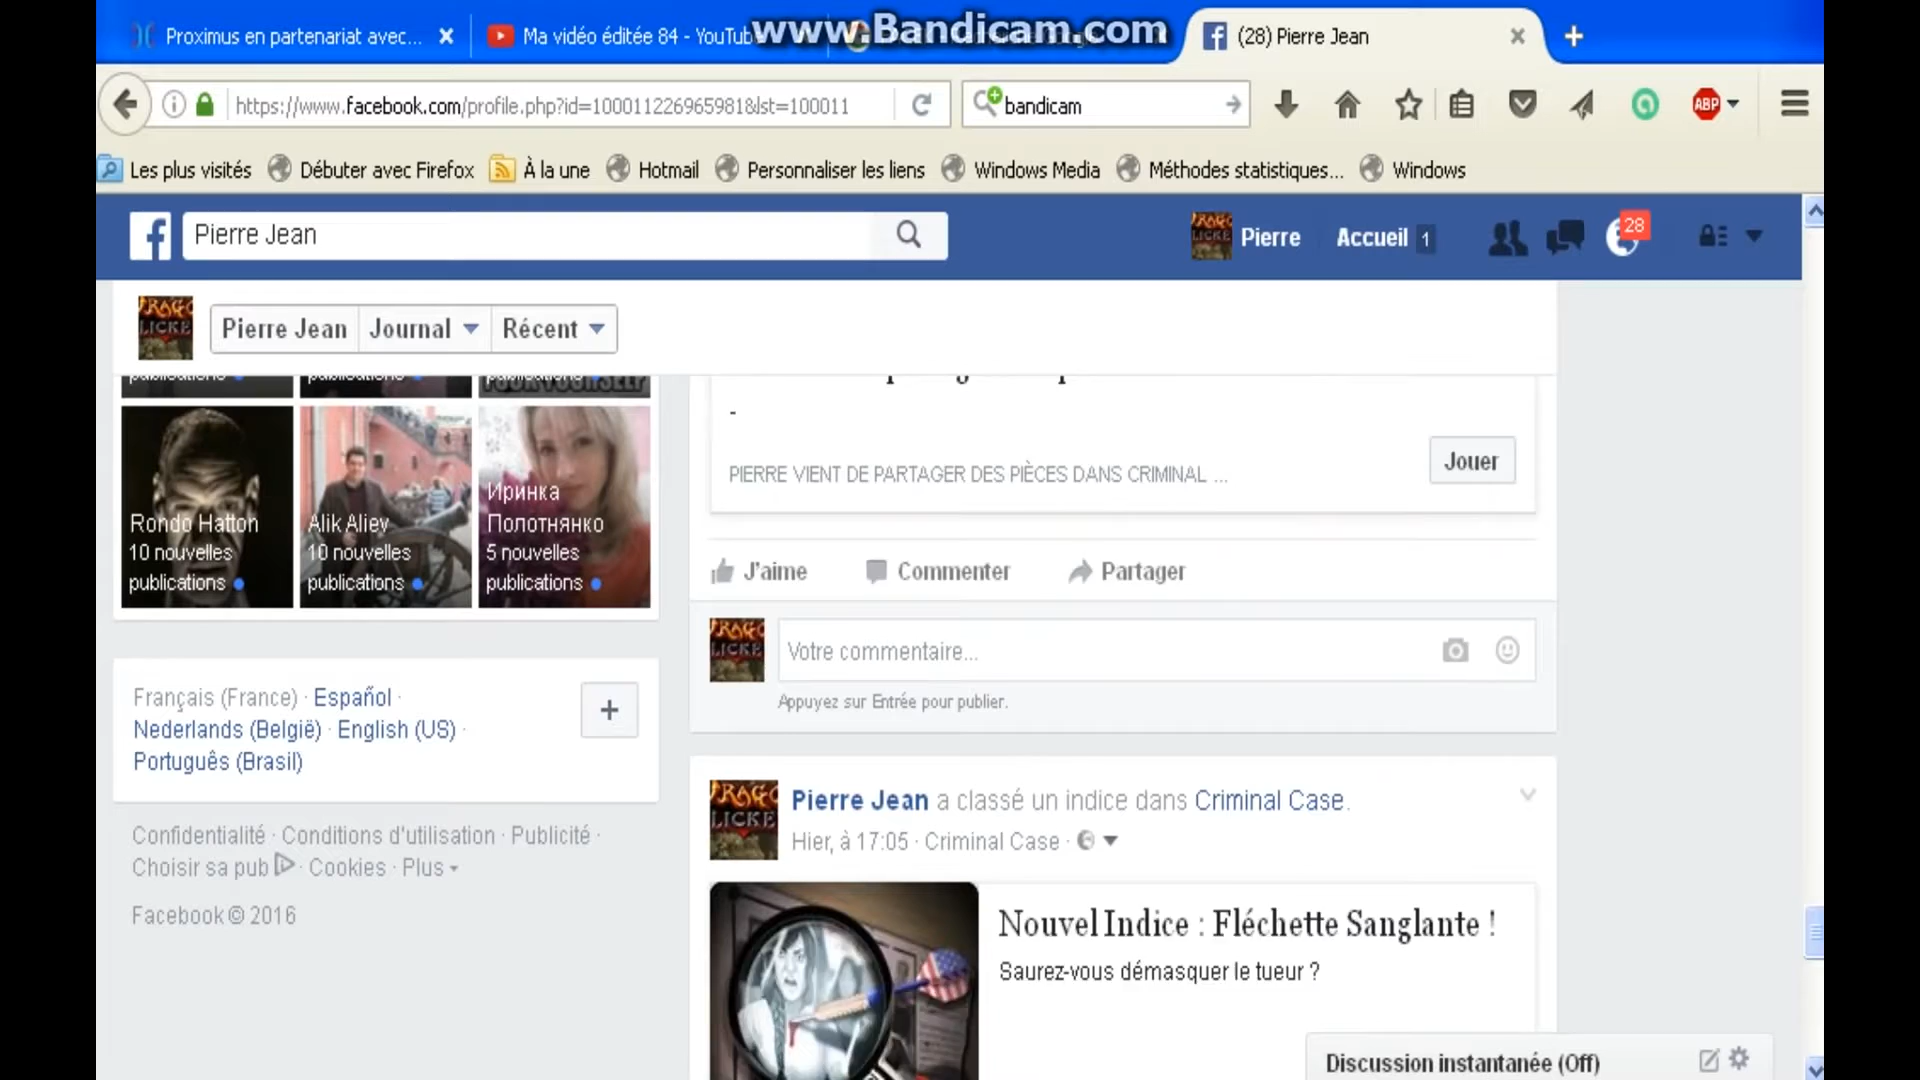 www.Bandicam.com
Proximus en partenariat avec...
Ma vidéo éditée 84 - YouTube
(28) Pierre Jean
https://www.facebook.com/profile.php?id=100011226965981&lst=100011
bandicam
ABP
Les plus visités
Débuter avec Firefox
À la une
Hotmail
Personnaliser les liens
Windows Media
Méthodes statistiques...
Windows
Pierre Jean
Pierre
Accueil 1
28
Pierre Jean
Journal
Récent
-
PIERRE VIENT DE PARTAGER DES PIÈCES DANS CRIMINAL ...
Jouer
Rondo Hatton
10 nouvelles
publications
Alik Aliev
10 nouvelles
publications
Иринка
Полотнянко
5 nouvelles
publications
J'aime
Commenter
Partager
Votre commentaire...
Appuyez sur Entrée pour publier.
Français (France) · Español ·
Nederlands (België) · English (US) ·
Português (Brasil)
Confidentialité · Conditions d'utilisation · Publicité ·
Choisir sa pub · Cookies · Plus
Facebook © 2016
Pierre Jean a classé un indice dans Criminal Case.
Hier, à 17:05 · Criminal Case ·
Nouvel Indice : Fléchette Sanglante !
Saurez-vous démasquer le tueur ?
Discussion instantanée (Off)